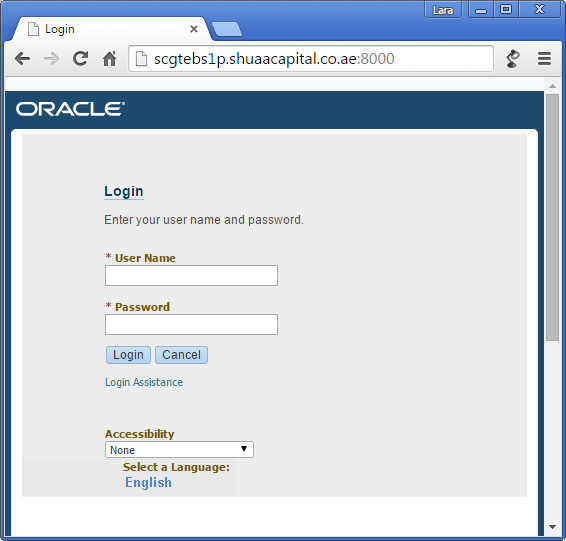 Lara
Login
scgtebs1p.shuaacapital.co.ae:8000
ORACLE
Login
Enter your user name and password.
* User Name
* Password
Login Cancel
Login Assistance
Accessibility
None
Select a Language:
English